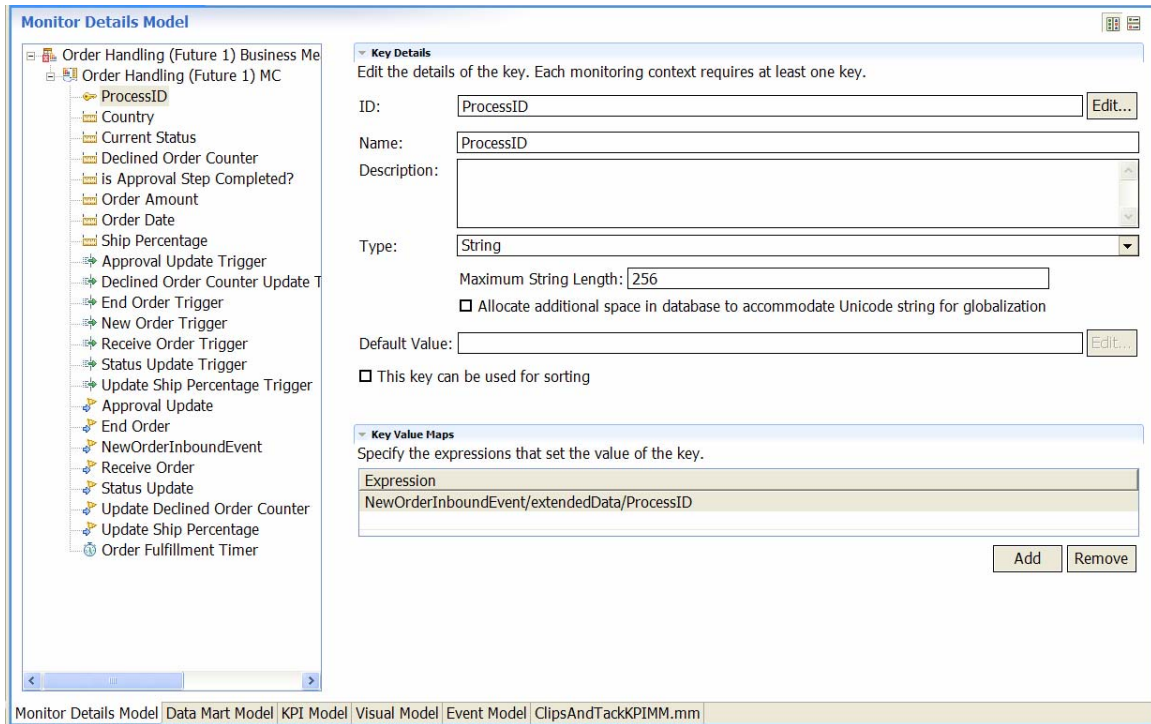 Monitor Details Model
Order Handling (Future 1) Business Me
Order Handling (Future 1) MC
ProcessID
Country
Current Status
Declined Order Counter
is Approval Step Completed?
Order Amount
Order Date
Ship Percentage
Approval Update Trigger
Declined Order Counter Update T
End Order Trigger
New Order Trigger
Receive Order Trigger
Status Update Trigger
Update Ship Percentage Trigger
Approval Update
End Order
NewOrderInboundEvent
Receive Order
Status Update
Update Declined Order Counter
Update Ship Percentage
Order Fulfillment Timer
Key Details
Edit the details of the key. Each monitoring context requires at least one key.
ID: ProcessID Edit...
Name: ProcessID
Description:
Type: String
Maximum String Length: 256
Allocate additional space in database to accommodate Unicode string for globalization
Default Value: Edit...
This key can be used for sorting
Key Value Maps
Specify the expressions that set the value of the key.
Expression
NewOrderInboundEvent/extendedData/ProcessID
Add Remove
Monitor Details Model Data Mart Model KPI Model Visual Model Event Model ClipsAndTackKPIMM.mm